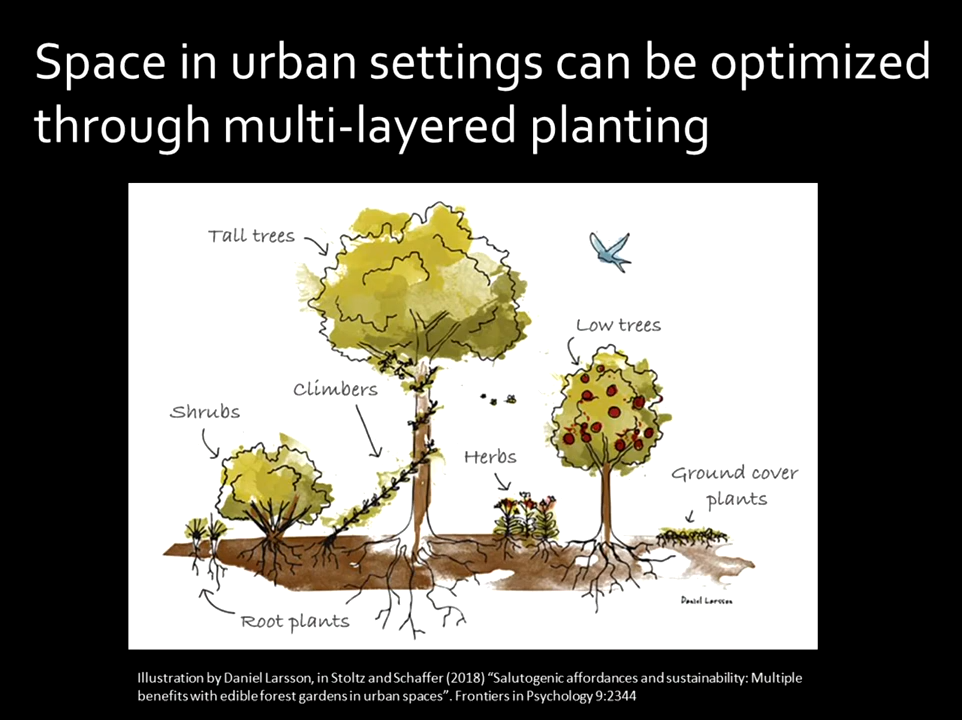 Space in urban settings can be optimized
through multi-layered planting
Tall trees
Low trees
Climbers
Shrubs
Herbs
Ground cover
plants
Root plants
Daniel Larsson
Illustration by Daniel Larsson, in Stoltz and Schaffer (2018) “Salutogenic affordances and sustainability: Multiple
benefits with edible forest gardens in urban spaces”. Frontiers in Psychology 9:2344